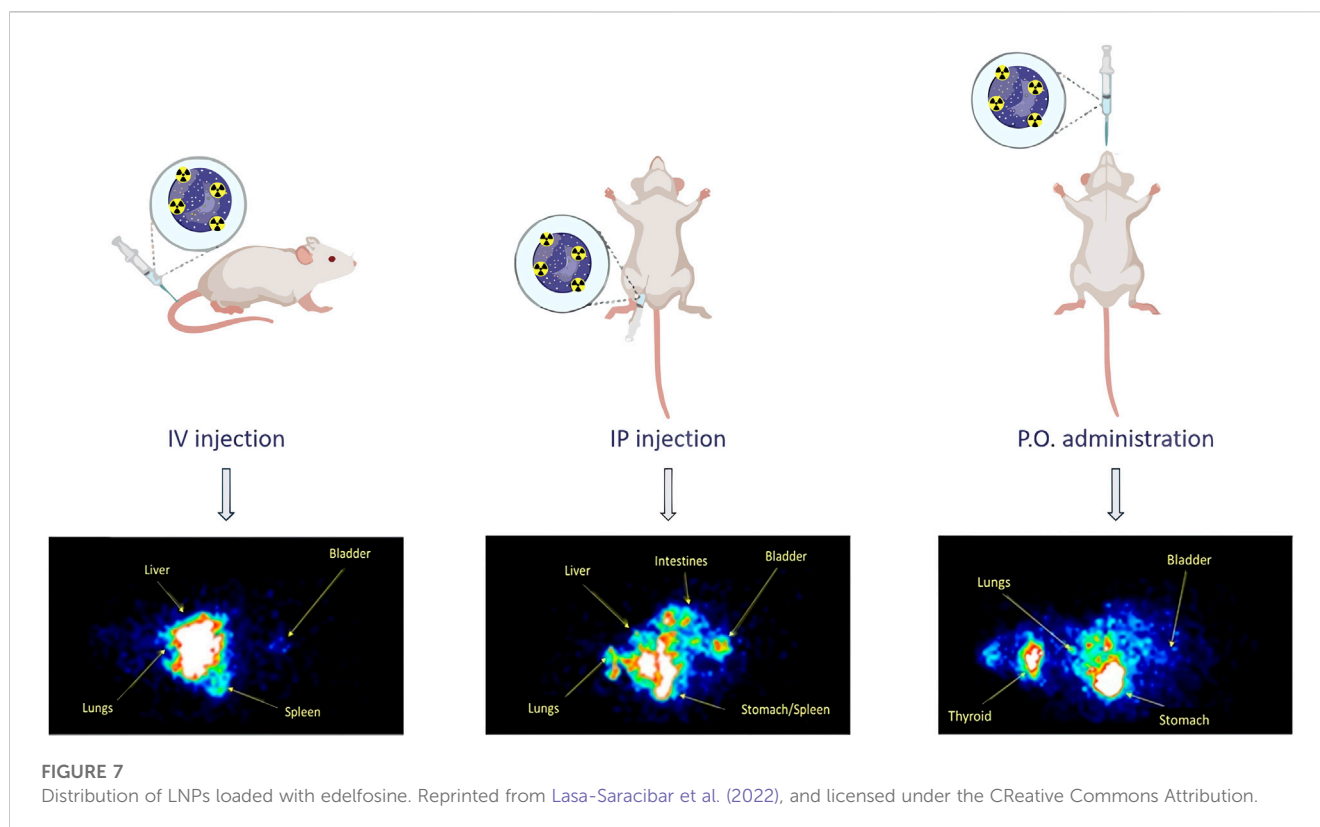 IV injection
IP injection
P.O. administration
Liver
Bladder
Lungs
Spleen
Liver
Intestines
Bladder
Lungs
Stomach/Spleen
Lungs
Bladder
Thyroid
Stomach
FIGURE 7
Distribution of LNPs loaded with edelfosine. Reprinted from Lasa-Saracibar et al. (2022), and licensed under the CReative Commons Attribution.